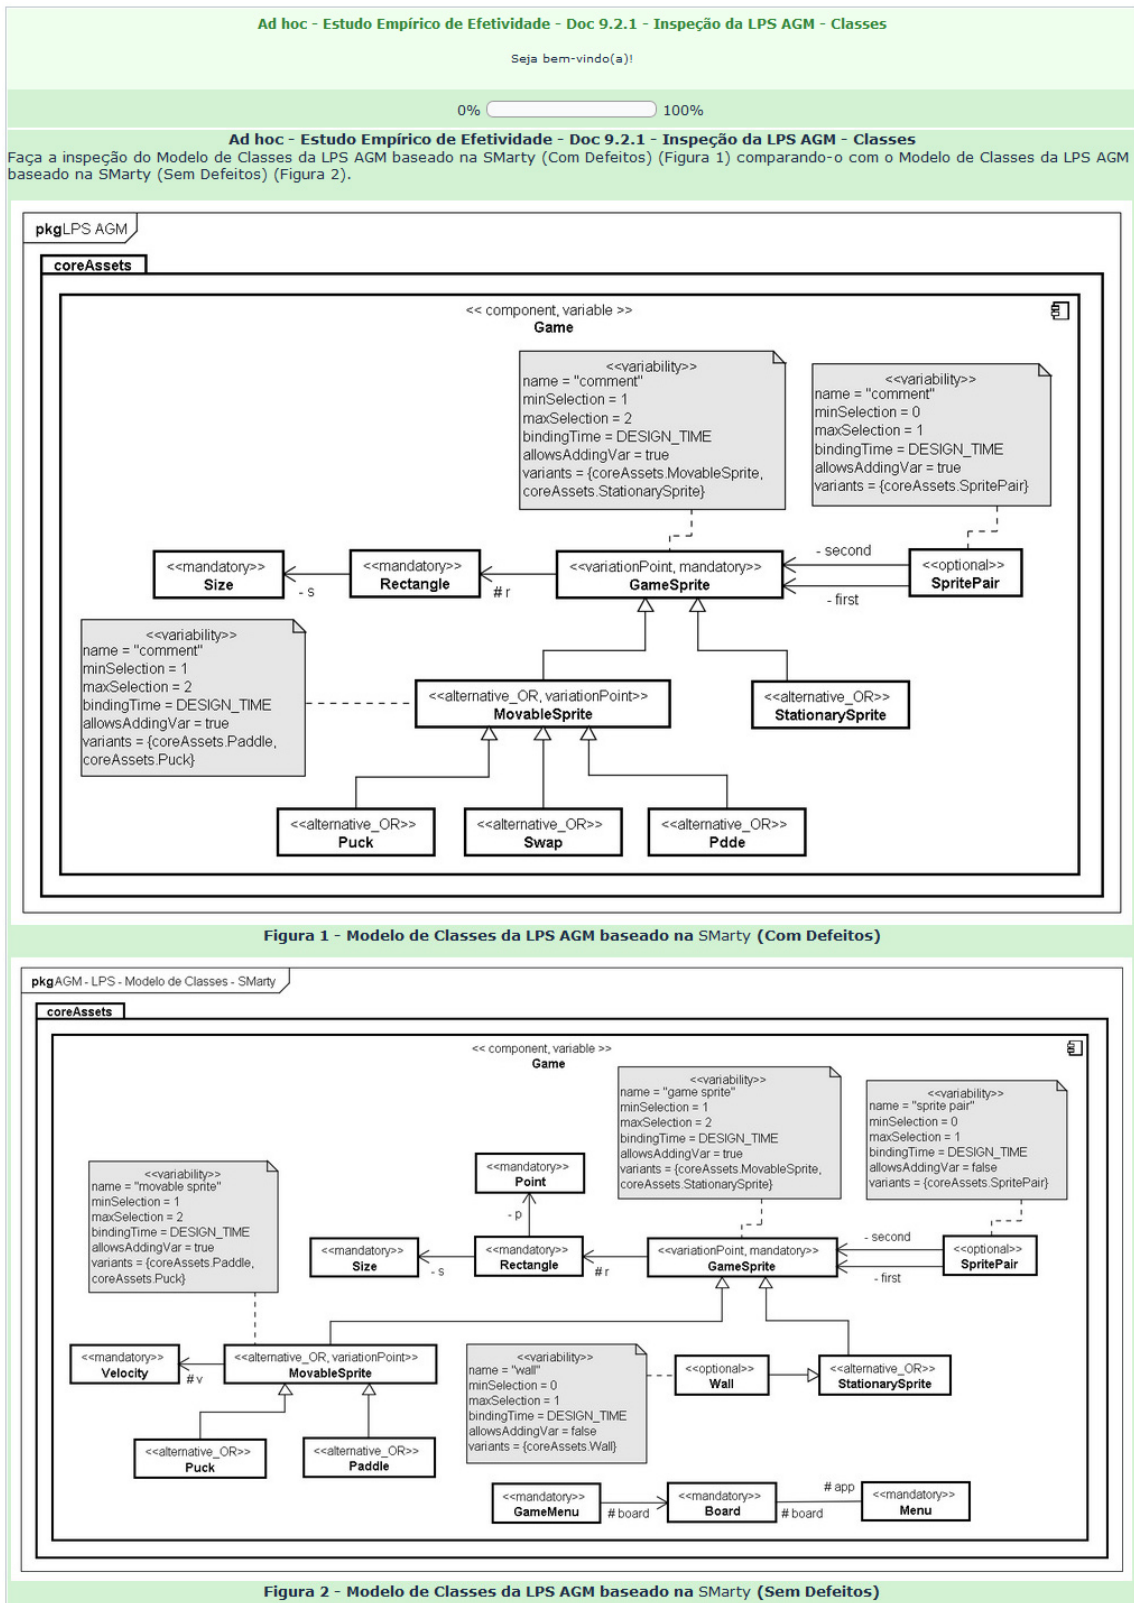 Ad hoc - Estudo Empírico de Efetividade - Doc 9.2.1 - Inspeção da LPS AGM - Classes
Seja bem-vindo(a)!
0% 100%
Ad hoc - Estudo Empírico de Efetividade - Doc 9.2.1 - Inspeção da LPS AGM - Classes
Faça a inspeção do Modelo de Classes da LPS AGM baseado na SMarty (Com Defeitos) (Figura 1) comparando-o com o Modelo de Classes da LPS AGM
baseado na SMarty (Sem Defeitos) (Figura 2).
pkg LPS AGM
coreAssets
<< component, variable >>
Game
<<variability>>
name = "comment"
minSelection = 1
maxSelection = 2
bindingTime = DESIGN_TIME
allowsAddingVar = true
variants = {coreAssets.MovableSprite,
coreAssets.StationarySprite}
<<variability>>
name = "comment"
minSelection = 0
maxSelection = 1
bindingTime = DESIGN_TIME
allowsAddingVar = true
variants = {coreAssets.SpritePair}
<<mandatory>>
Size
- s
<<mandatory>>
Rectangle
# r
<<variationPoint, mandatory>>
GameSprite
- second
- first
<<optional>>
SpritePair
<<variability>>
name = "comment"
minSelection = 1
maxSelection = 2
bindingTime = DESIGN_TIME
allowsAddingVar = true
variants = {coreAssets.Paddle,
coreAssets.Puck}
<<alternative_OR, variationPoint>>
MovableSprite
<<alternative_OR>>
StationarySprite
<<alternative_OR>>
Puck
<<alternative_OR>>
Swap
<<alternative_OR>>
Pdde
Figura 1 - Modelo de Classes da LPS AGM baseado na SMarty (Com Defeitos)
pkg AGM - LPS - Modelo de Classes - SMarty
coreAssets
<< component, variable >>
Game
<<variability>>
name = "game sprite"
minSelection = 1
maxSelection = 2
bindingTime = DESIGN_TIME
allowsAddingVar = true
variants = {coreAssets.MovableSprite,
coreAssets.StationarySprite}
<<variability>>
name = "sprite pair"
minSelection = 0
maxSelection = 1
bindingTime = DESIGN_TIME
allowsAddingVar = false
variants = {coreAssets.SpritePair}
<<variability>>
name = "movable sprite"
minSelection = 1
maxSelection = 2
bindingTime = DESIGN_TIME
allowsAddingVar = true
variants = {coreAssets.Paddle,
coreAssets.Puck}
<<mandatory>>
Point
- p
<<mandatory>>
Size
- s
<<mandatory>>
Rectangle
# r
<<variationPoint, mandatory>>
GameSprite
- second
- first
<<optional>>
SpritePair
<<mandatory>>
Velocity
# v
<<alternative_OR, variationPoint>>
MovableSprite
<<variability>>
name = "wall"
minSelection = 0
maxSelection = 1
bindingTime = DESIGN_TIME
allowsAddingVar = false
variants = {coreAssets.Wall}
<<optional>>
Wall
<<alternative_OR>>
StationarySprite
<<alternative_OR>>
Puck
<<alternative_OR>>
Paddle
<<mandatory>>
GameMenu
# board
<<mandatory>>
Board
# app
# board
<<mandatory>>
Menu
Figura 2 - Modelo de Classes da LPS AGM baseado na SMarty (Sem Defeitos)